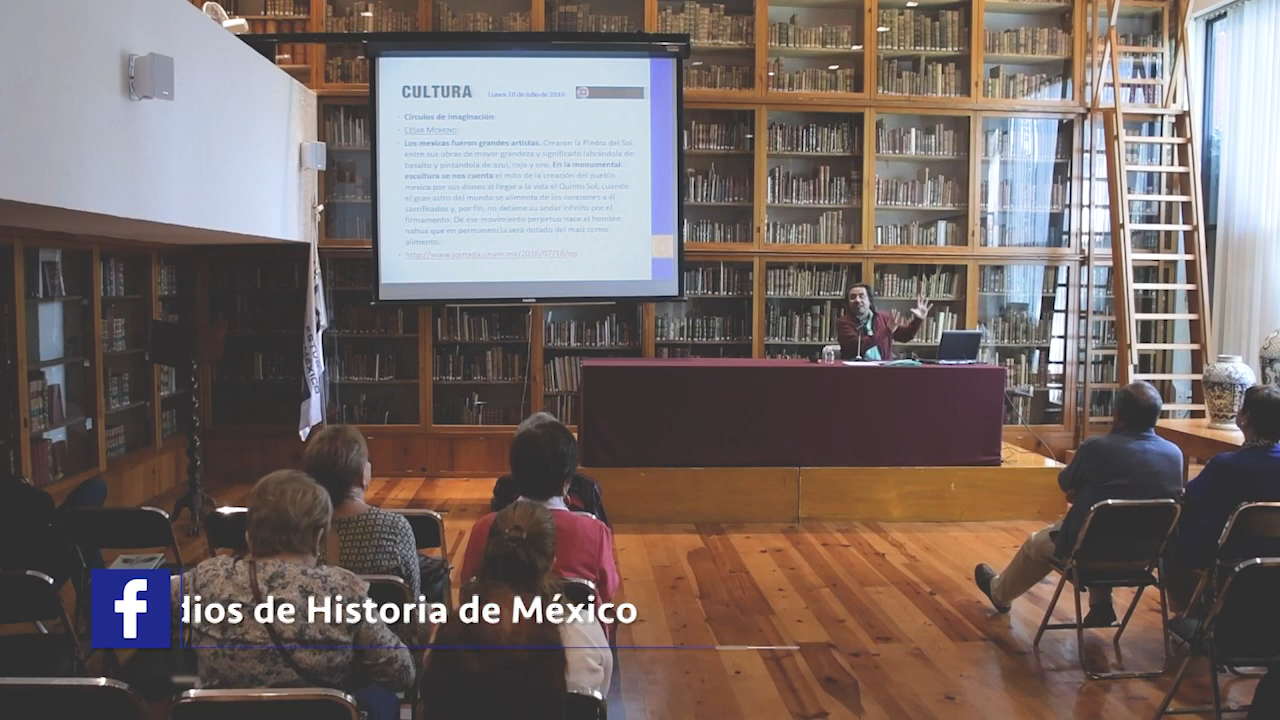 CULTURA Lunes 18 de julio de 2016
Círculos de imaginación
CÉSAR MORENO
Los mexicas fueron grandes artistas. Crearon la Piedra del Sol
entre sus obras de mayor grandeza y significado labrándola de
basalto y pintándola de azul, rojo y oro. En la monumental
escultura se nos cuenta el mito de la creación del pueblo
mexica por sus dioses al llegar a la vida el Quinto Sol; cuando
el gran astro del mundo se alimenta de los corazones de
sacrificados y, por fin, no detiene su andar infinito por el
firmamento. De ese movimiento perpetuo nace el hombre
nahua que en permanencia será dotado del maíz como
alimento.
http://www.jornada.unam.mx/2016/07/18/op
MÉXICO
f dios de Historia de México